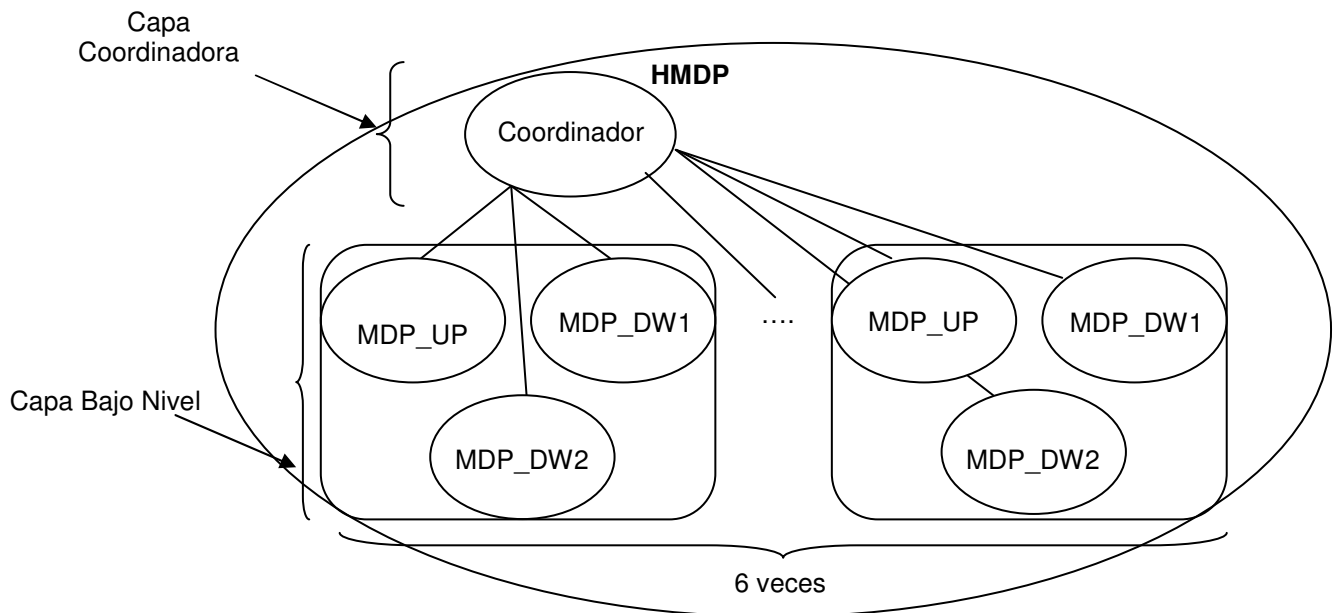 Capa
Coordinadora
HMDP
Coordinador
MDP_UP
MDP_DW1
....
MDP_UP
MDP_DW1
Capa Bajo Nivel
MDP_DW2
MDP_DW2
6 veces